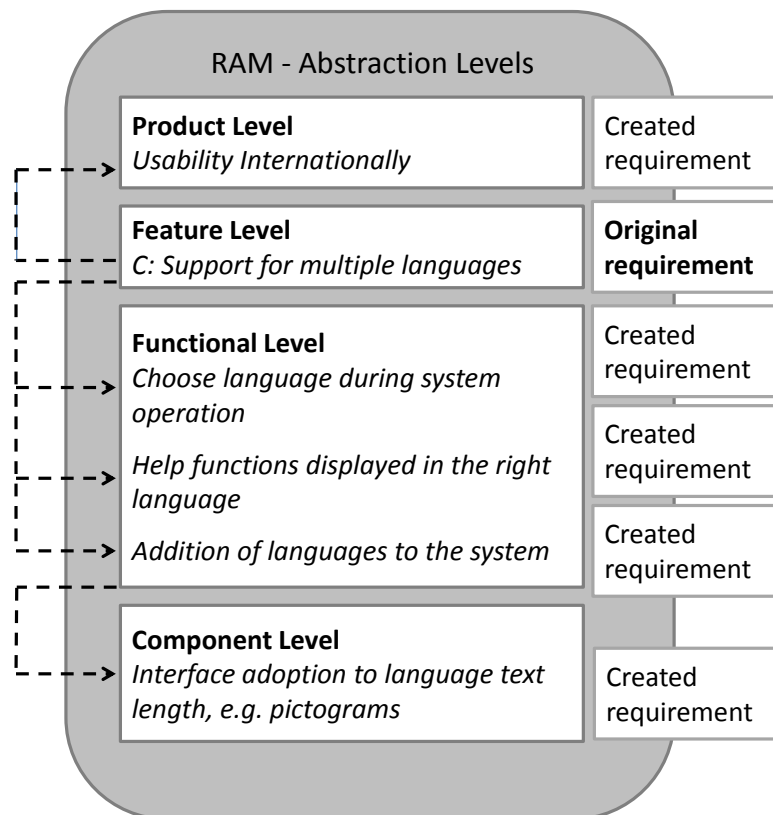 RAM - Abstraction Levels
Product Level
Usability Internationally
Created
requirement
Feature Level
C: Support for multiple languages
Original
requirement
Functional Level
Choose language during system
operation
Created
requirement
Help functions displayed in the right
language
Created
requirement
Addition of languages to the system
Created
requirement
Component Level
Interface adoption to language text
length, e.g. pictograms
Created
requirement